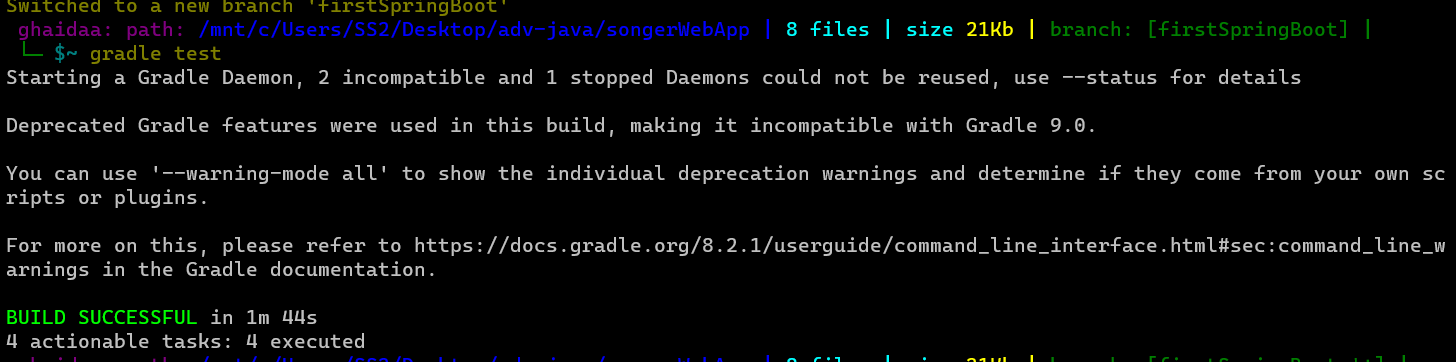 Switched to a new branch 'firstSpringBoot'
ghaidaa: path: /mnt/c/Users/SS2/Desktop/adv-java/songerWebApp | 8 files | size 21Kb | branch: [firstSpringBoot] |
└─ $~ gradle test
Starting a Gradle Daemon, 2 incompatible and 1 stopped Daemons could not be reused, use --status for details
Deprecated Gradle features were used in this build, making it incompatible with Gradle 9.0.
You can use '--warning-mode all' to show the individual deprecation warnings and determine if they come from your own sc
ripts or plugins.
For more on this, please refer to https://docs.gradle.org/8.2.1/userguide/command_line_interface.html#sec:command_line_w
arnings in the Gradle documentation.
BUILD SUCCESSFUL in 1m 44s
4 actionable tasks: 4 executed